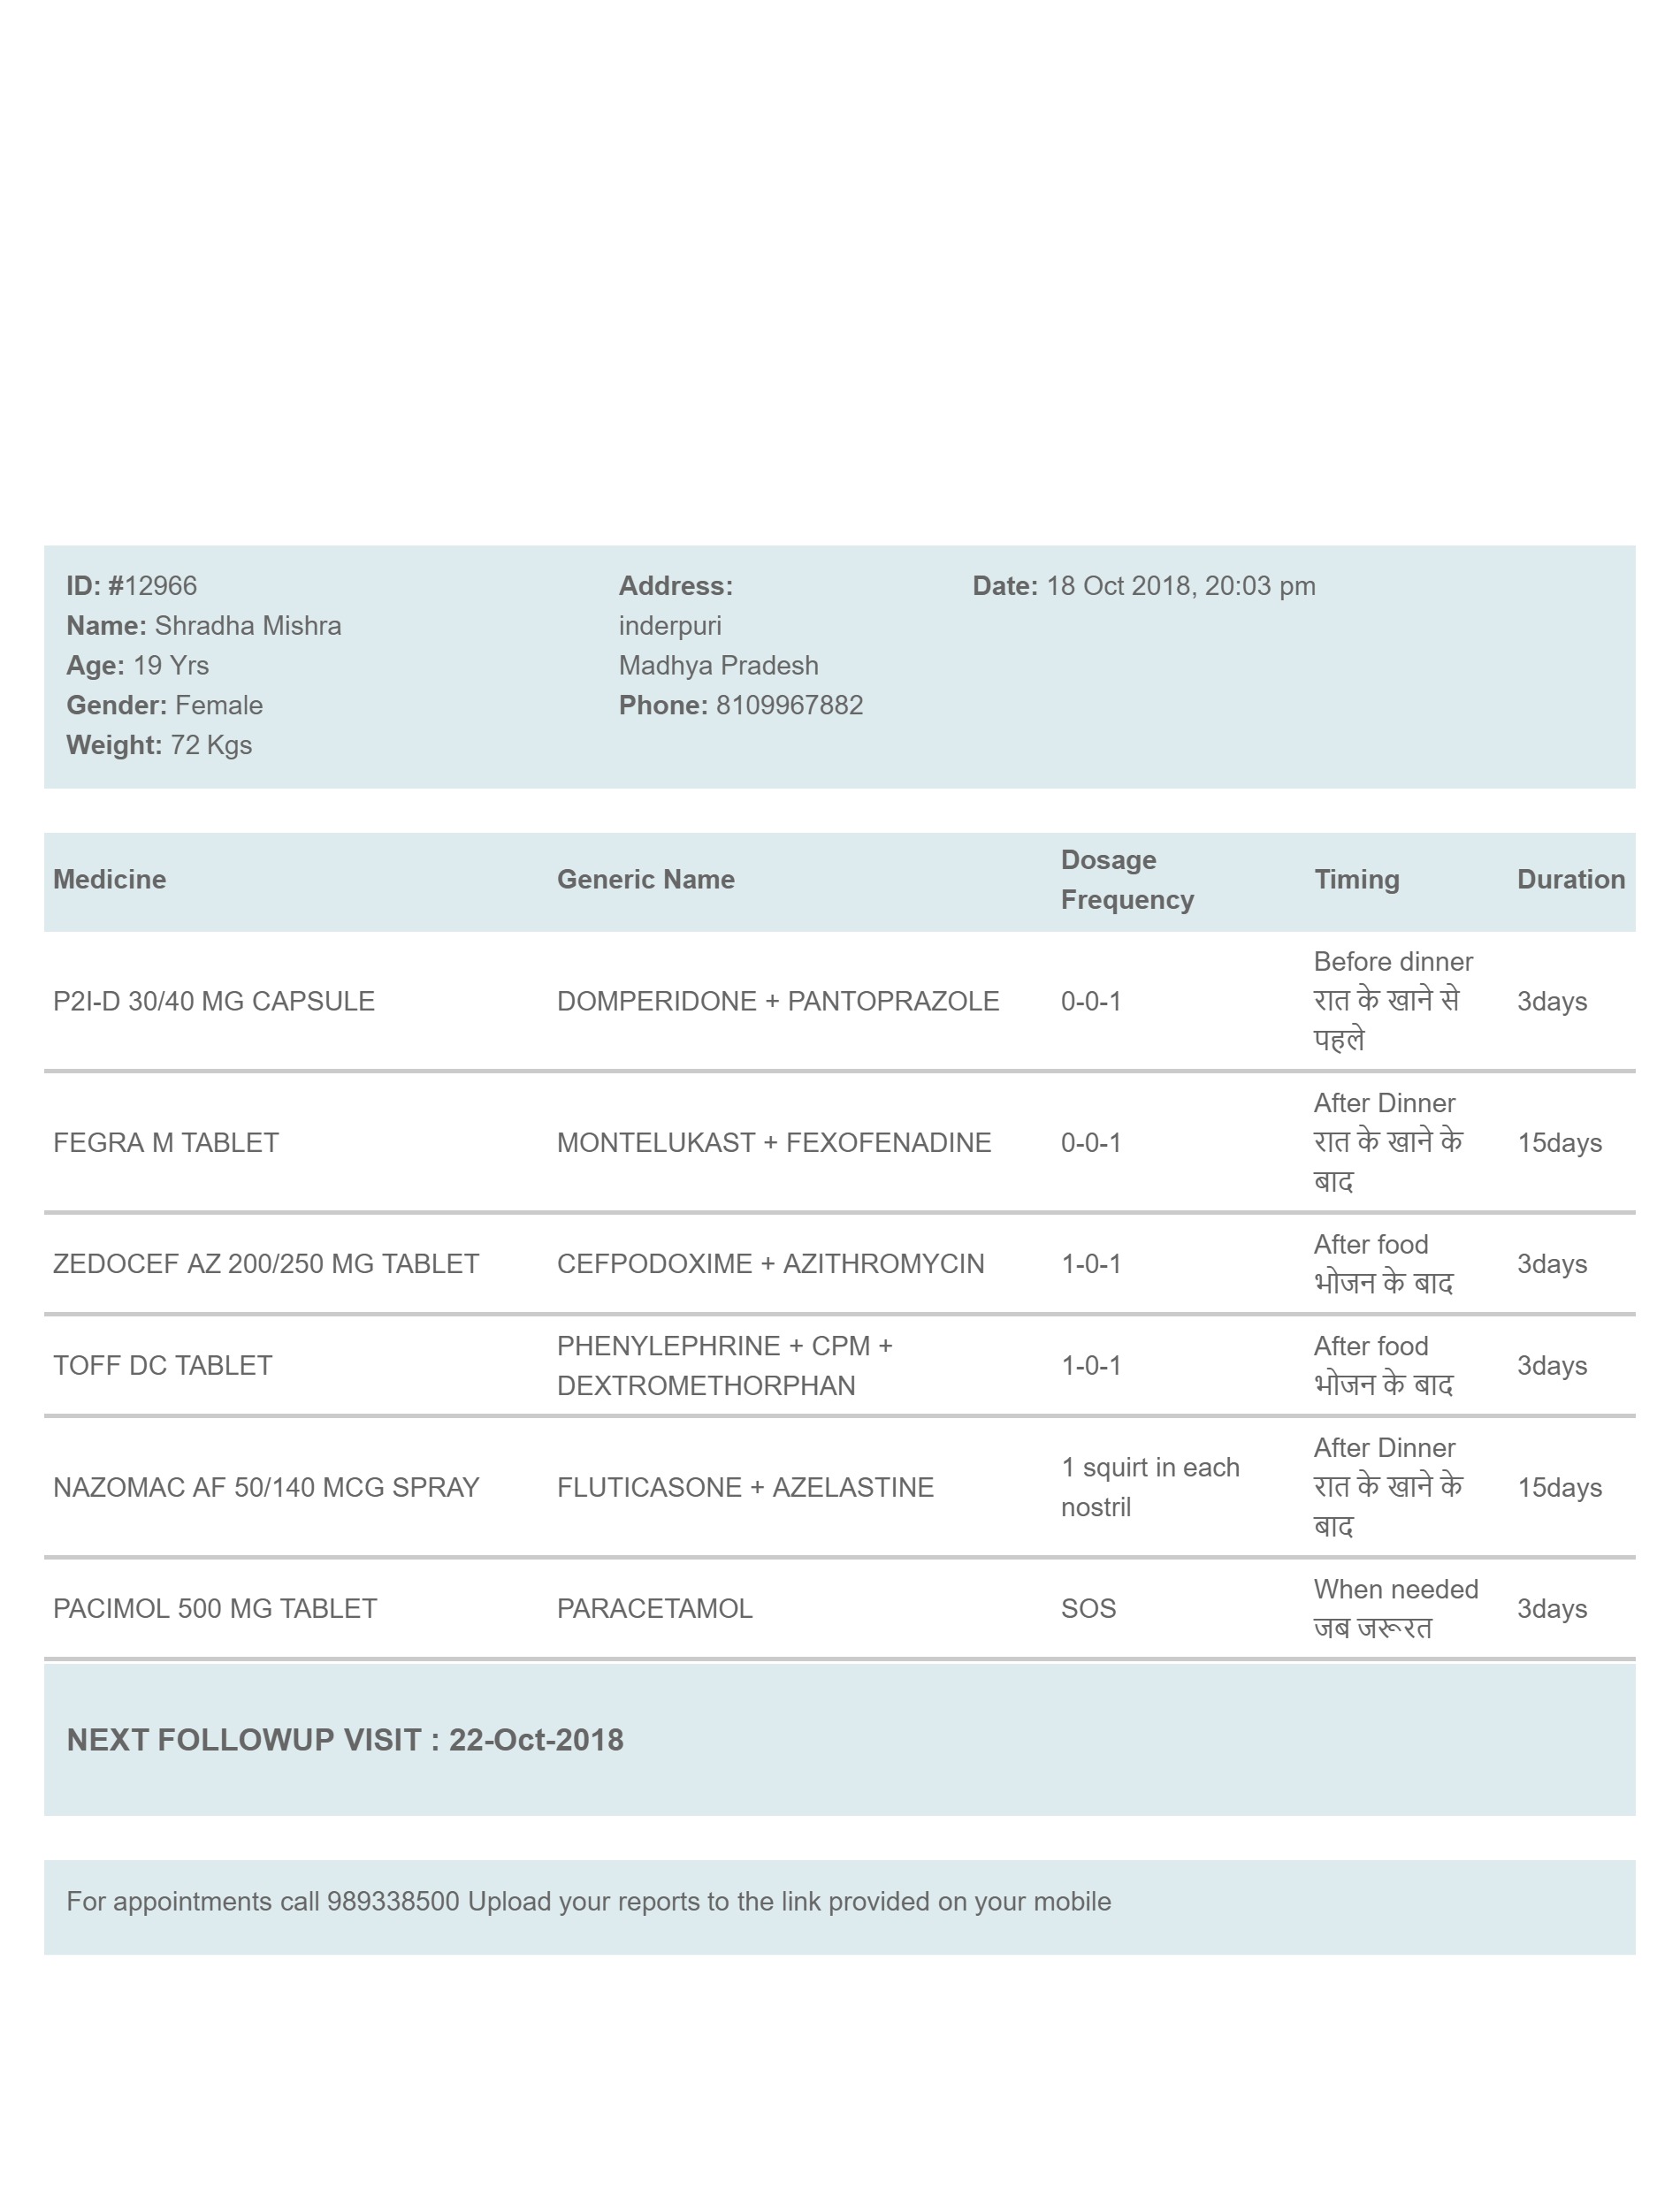 ID: #12966
Name: Shradha Mishra
Age: 19 Yrs
Gender: Female
Weight: 72 Kgs
Address:
inderpuri
Madhya Pradesh
Phone: 8109967882
Date: 18 Oct 2018, 20:03 pm
Medicine
Generic Name
Dosage
Frequency
Timing
Duration
P2I-D 30/40 MG CAPSULE
DOMPERIDONE + PANTOPRAZOLE
0-0-1
Before dinner
रात के खाने से
पहले
3days
FEGRA M TABLET
MONTELUKAST + FEXOFENADINE
0-0-1
After Dinner
रात के खाने के
बाद
15days
ZEDOCEF AZ 200/250 MG TABLET
CEFPODOXIME + AZITHROMYCIN
1-0-1
After food
भोजन के बाद
3days
TOFF DC TABLET
PHENYLEPHRINE + CPM +
DEXTROMETHORPHAN
1-0-1
After food
भोजन के बाद
3days
NAZOMAC AF 50/140 MCG SPRAY
FLUTICASONE + AZELASTINE
1 squirt in each
nostril
After Dinner
रात के खाने के
बाद
15days
PACIMOL 500 MG TABLET
PARACETAMOL
SOS
When needed
जब जरूरत
3days
NEXT FOLLOWUP VISIT : 22-Oct-2018
For appointments call 989338500 Upload your reports to the link provided on your mobile